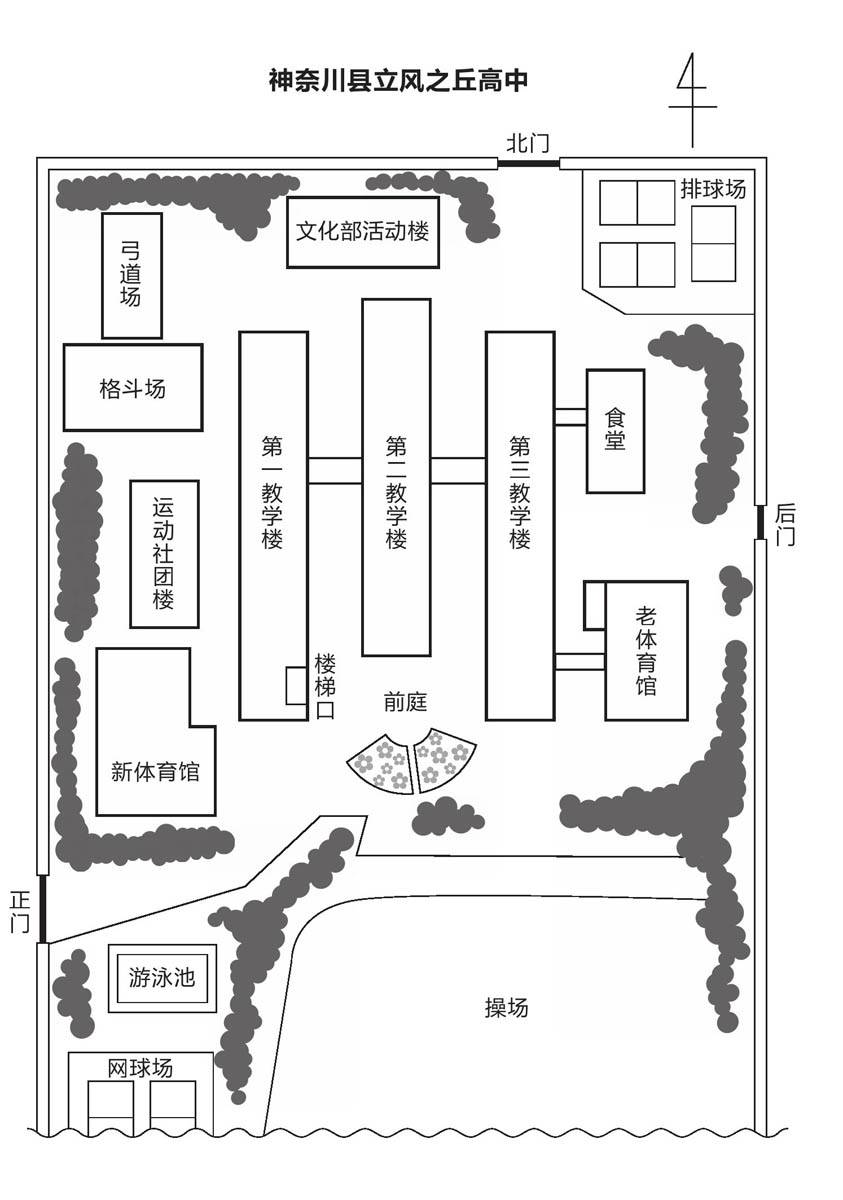 神奈川县立风之丘高中
北门
排球场
文化部活动楼
弓道场
格斗场
食堂
第一教学楼
第二教学楼
第三教学楼
后门
运动社团楼
老体育馆
楼梯口
前庭
新体育馆
正门
游泳池
操场
网球场